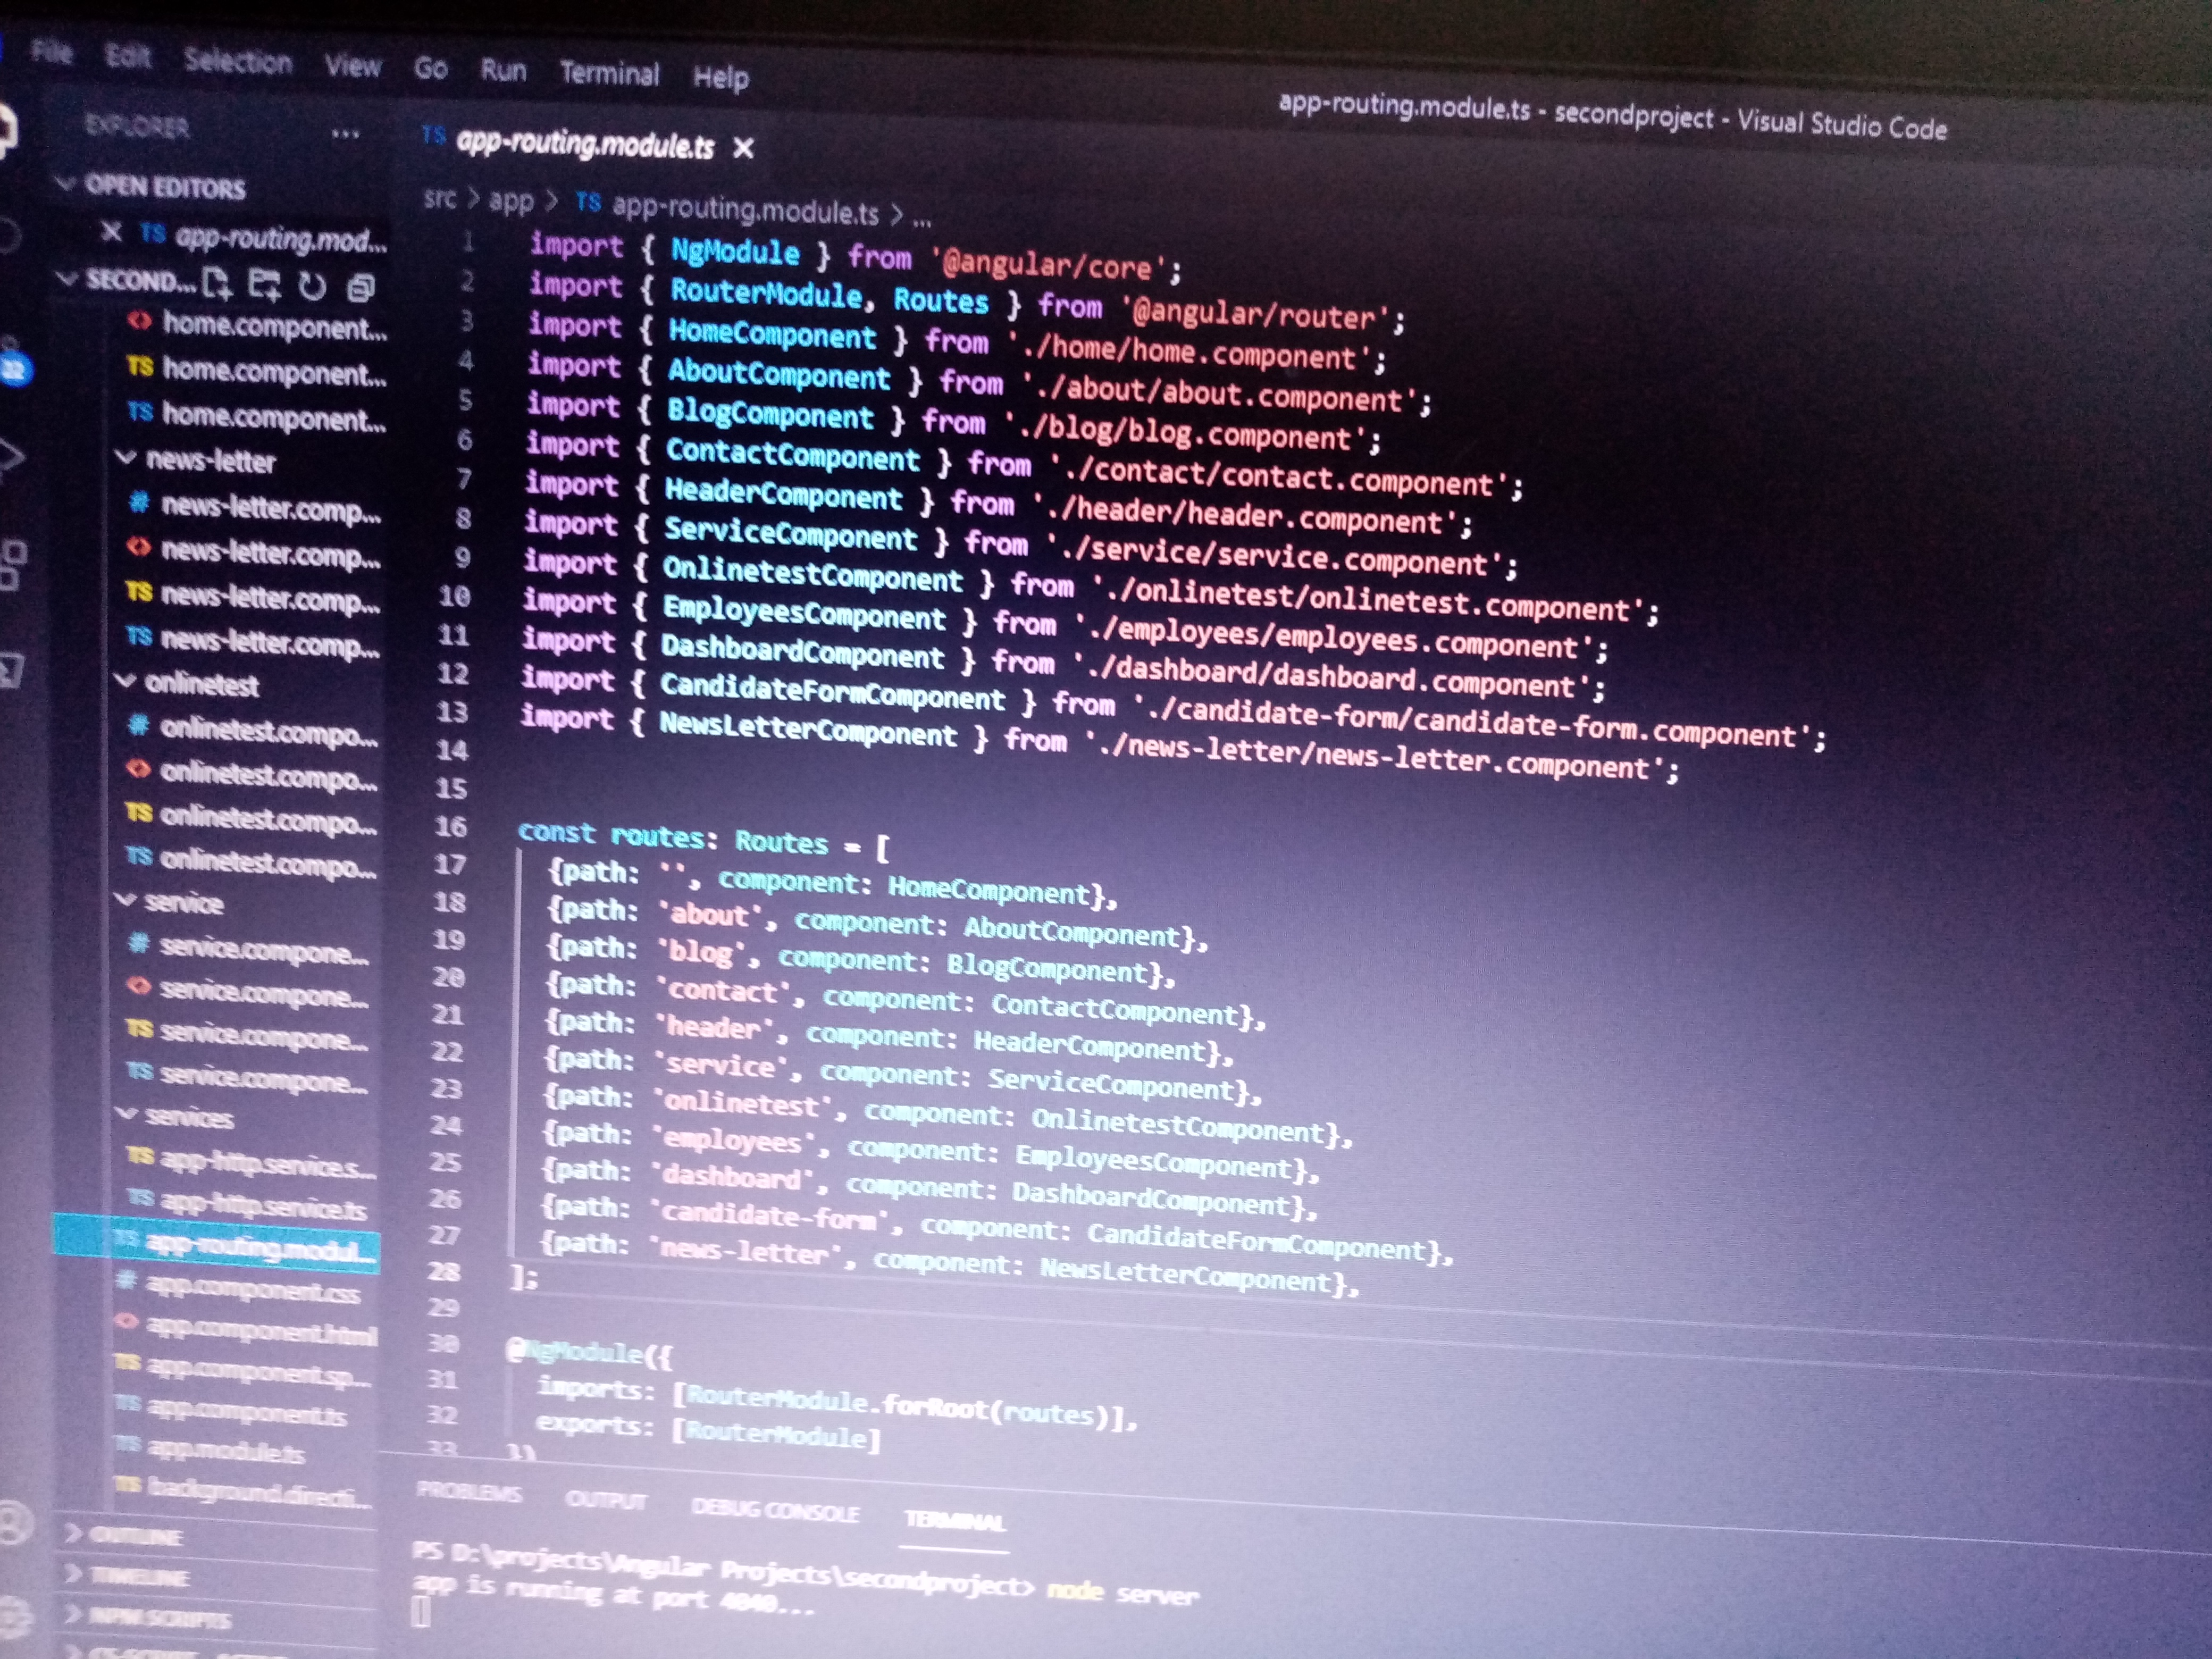 File Edit Selection View Go Run Terminal Help
app-routing.module.ts - secondproject - Visual Studio Code
EXPLORER ...
OPEN EDITORS
TS app-routing.mod...
SECOND...
home.component...
TS home.component...
TS home.component...
news-letter
# news-letter.comp...
news-letter.comp...
TS news-letter.comp...
TS news-letter.comp...
onlinetest
# onlinetest.compo...
onlinetest.compo...
TS onlinetest.compo...
TS onlinetest.compo...
service
# service.compone...
service.compone...
TS service.compone...
TS service.compone...
services
TS app-http.service.s...
TS app-http.service.ts
TS app-routing.modul...
# app.component.css
app.component.html
TS app.component.sp...
TS app.component.ts
TS app.module.ts
TS background.directi...
OUTLINE
TIMELINE
NPM SCRIPTS
TS app-routing.module.ts
src > app > TS app-routing.module.ts > ...
1 import { NgModule } from '@angular/core';
2 import { RouterModule, Routes } from '@angular/router';
3 import { HomeComponent } from './home/home.component';
4 import { AboutComponent } from './about/about.component';
5 import { BlogComponent } from './blog/blog.component';
6 import { ContactComponent } from './contact/contact.component';
7 import { HeaderComponent } from './header/header.component';
8 import { ServiceComponent } from './service/service.component';
9 import { OnlinetestComponent } from './onlinetest/onlinetest.component';
10 import { EmployeesComponent } from './employees/employees.component';
11 import { DashboardComponent } from './dashboard/dashboard.component';
12 import { CandidateFormComponent } from './candidate-form/candidate-form.component';
13 import { NewsLetterComponent } from './news-letter/news-letter.component';
14
15
16 const routes: Routes = [
17 {path: '', component: HomeComponent},
18 {path: 'about', component: AboutComponent},
19 {path: 'blog', component: BlogComponent},
20 {path: 'contact', component: ContactComponent},
21 {path: 'header', component: HeaderComponent},
22 {path: 'service', component: ServiceComponent},
23 {path: 'onlinetest', component: OnlinetestComponent},
24 {path: 'employees', component: EmployeesComponent},
25 {path: 'dashboard', component: DashboardComponent},
26 {path: 'candidate-form', component: CandidateFormComponent},
27 {path: 'news-letter', component: NewsLetterComponent},
28 ];
29
30 @NgModule({
31 imports: [RouterModule.forRoot(routes)],
32 exports: [RouterModule]
33 })
PROBLEMS OUTPUT DEBUG CONSOLE TERMINAL
PS D:\projects\Angular Projects\secondproject> node server
app is running at port 4040...